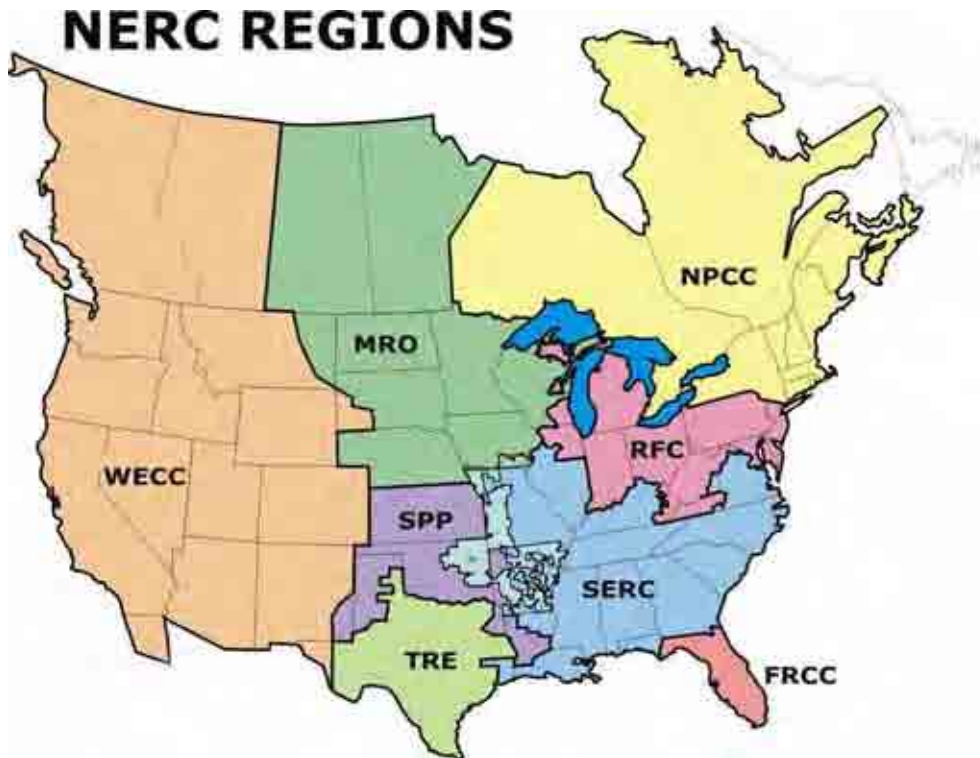 NERC REGIONS
NPCC
MRO
RFC
WECC
SPP
SERC
TRE
FRCC